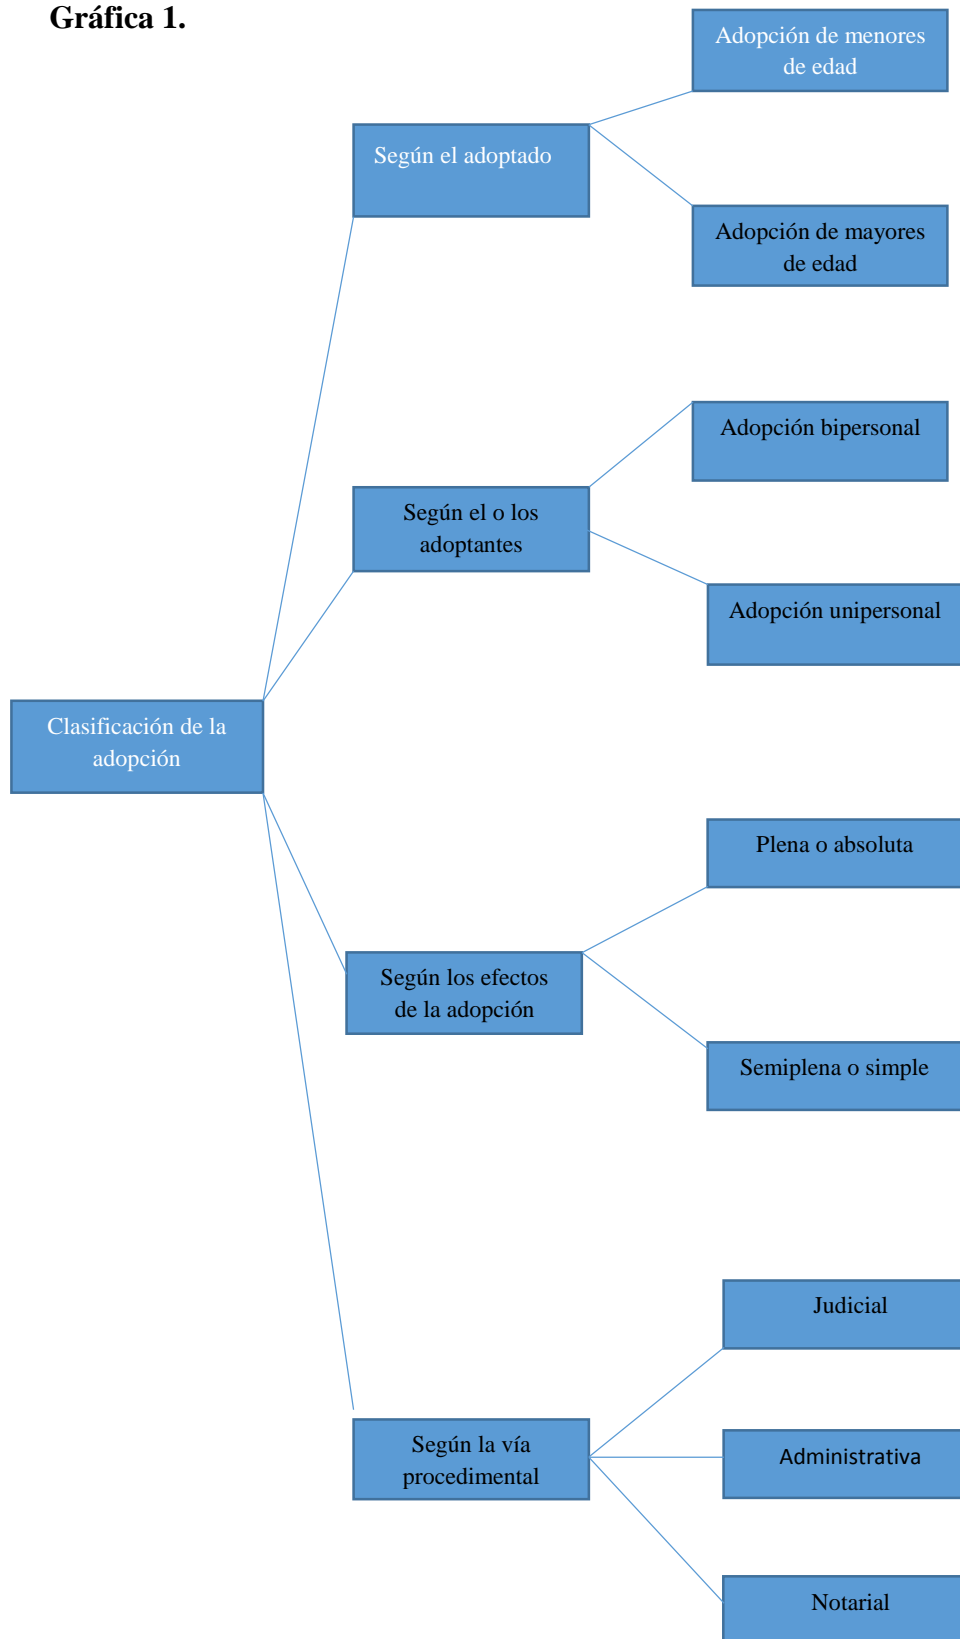 Gráfica 1.
Adopción de menores
de edad
Según el adoptado
Adopción de mayores
de edad
Adopción bipersonal
Según el o los
adoptantes
Adopción unipersonal
Clasificación de la
adopción
Plena o absoluta
Según los efectos
de la adopción
Semiplena o simple
Judicial
Según la vía
procedimental
Administrativa
Notarial